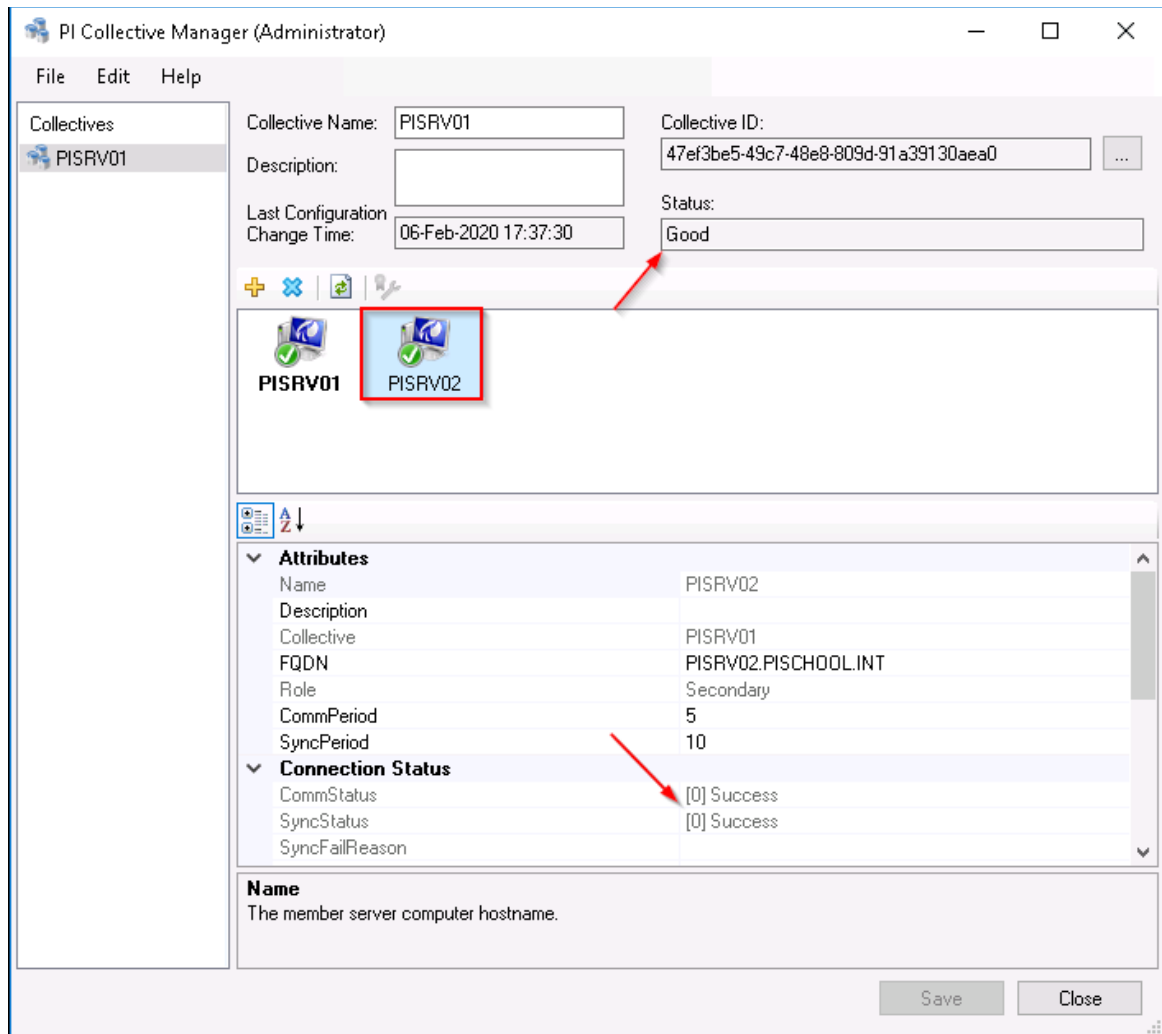 PI Collective Manager (Administrator)
File Edit Help
Collectives
PISRV01
Collective Name: PISRV01
Description:
Last Configuration
Change Time: 06-Feb-2020 17:37:30
Collective ID:
47ef3be5-49c7-48e8-809d-91a39130aea0 ...
Status:
Good
PISRV01 PISRV02
Attributes
Name PISRV02
Description
Collective PISRV01
FQDN PISRV02.PISCHOOL.INT
Role Secondary
CommPeriod 5
SyncPeriod 10
Connection Status
CommStatus [0] Success
SyncStatus [0] Success
SyncFailReason
Name
The member server computer hostname.
Save Close